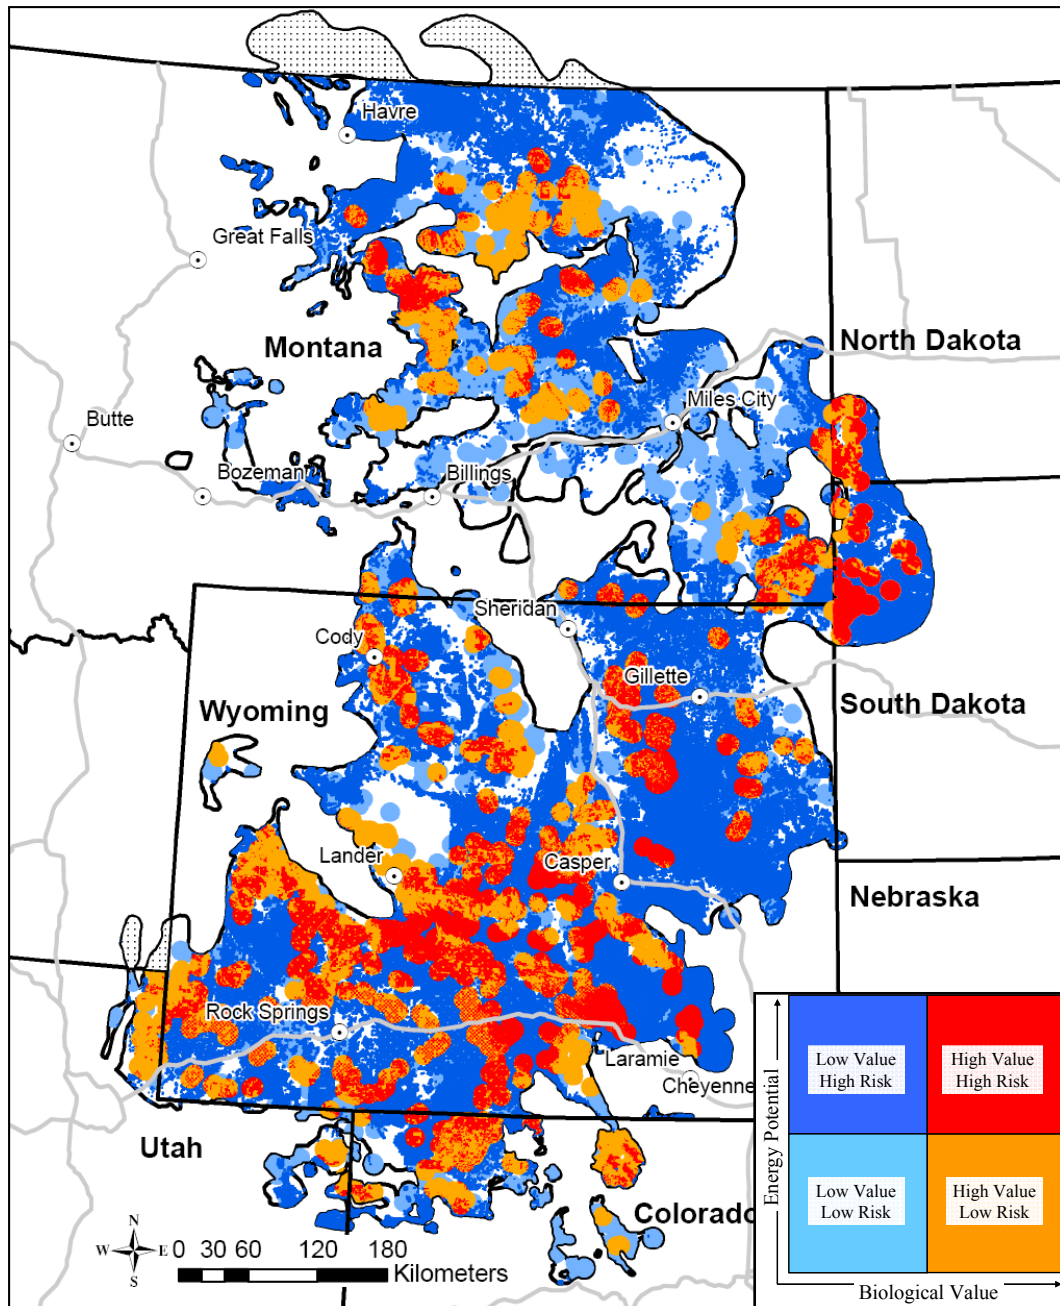 Havre
Great Falls
Montana
North Dakota
Miles City
Butte
Bozeman
Billings
Sheridan
Cody
Gillette
Wyoming
South Dakota
Lander
Casper
Nebraska
Rock Springs
Laramie
Cheyenne
Utah
Colorado
N
W E
S
0 30 60 120 180
Kilometers
Energy Potential
Low Value
High Risk
High Value
High Risk
Low Value
Low Risk
High Value
Low Risk
Biological Value